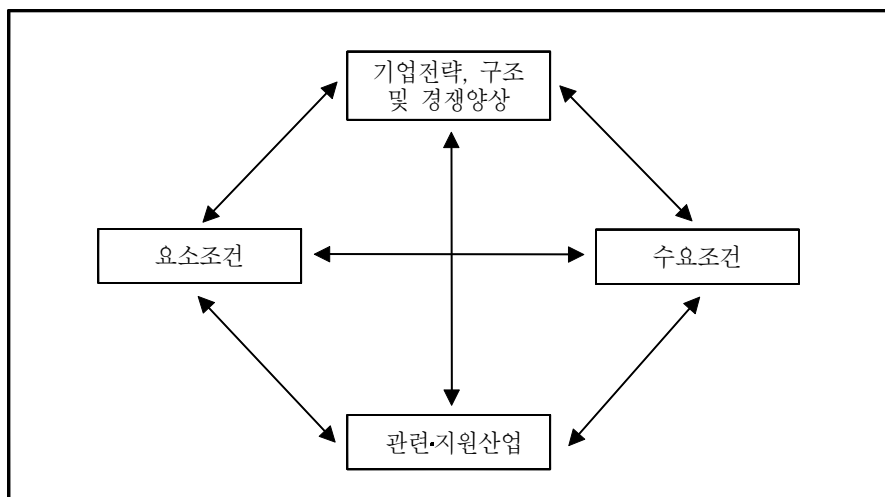 기업전략, 구조
및 경쟁양상
요소조건
수요조건
관련·지원산업